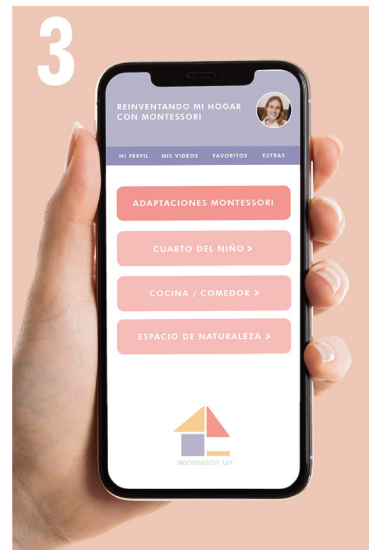 3
REINVENTANDO MI HOGAR
CON MONTESSORI
MI PERFIL MIS VIDEOS FAVORITOS EXTRAS
ADAPTACIONES MONTESSORI
CUARTO DEL NIÑO >
COCINA / COMEDOR >
ESPACIO DE NATURALEZA >